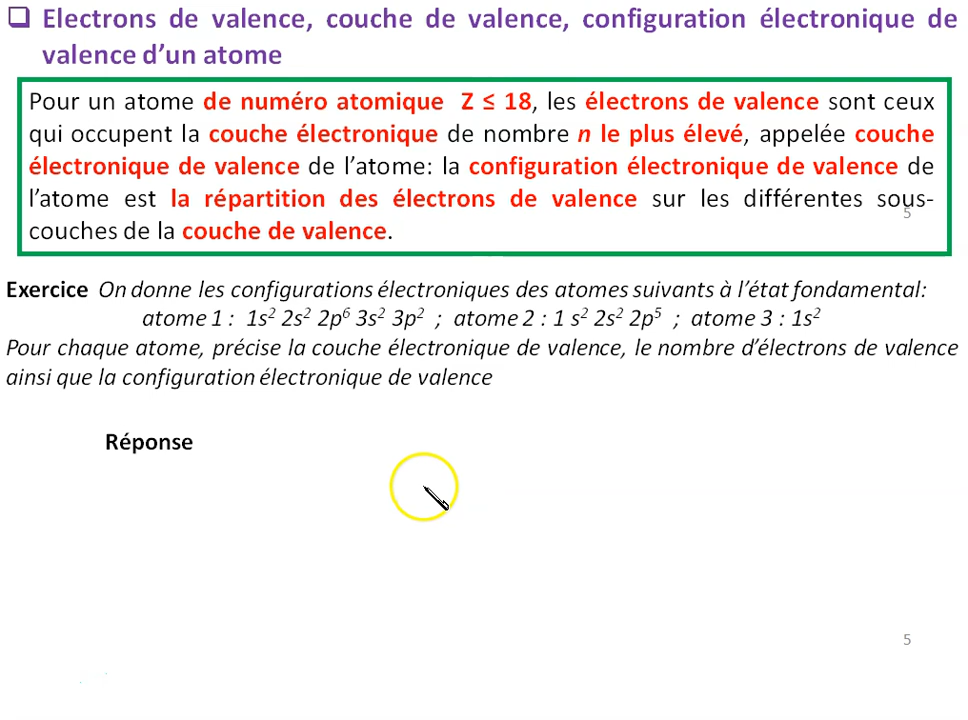 ❑ Electrons de valence, couche de valence, configuration électronique de
valence d’un atome
Pour un atome de numéro atomique Z ≤ 18, les électrons de valence sont ceux
qui occupent la couche électronique de nombre n le plus élevé, appelée couche
électronique de valence de l’atome: la configuration électronique de valence de
l’atome est la répartition des électrons de valence sur les différentes sous-
5
couches de la couche de valence.
Exercice On donne les configurations électroniques des atomes suivants à l’état fondamental:
atome 1 : 1s² 2s² 2p⁶ 3s² 3p² ; atome 2 : 1 s² 2s² 2p⁵ ; atome 3 : 1s²
Pour chaque atome, précise la couche électronique de valence, le nombre d’électrons de valence
ainsi que la configuration électronique de valence
Réponse
5